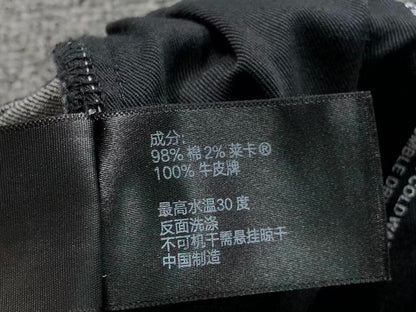 成分:
98% 棉 2% 莱卡®
100% 牛皮牌
最高水温30 度
反面洗涤
不可机干需悬挂晾干
中国制造
COLDWA